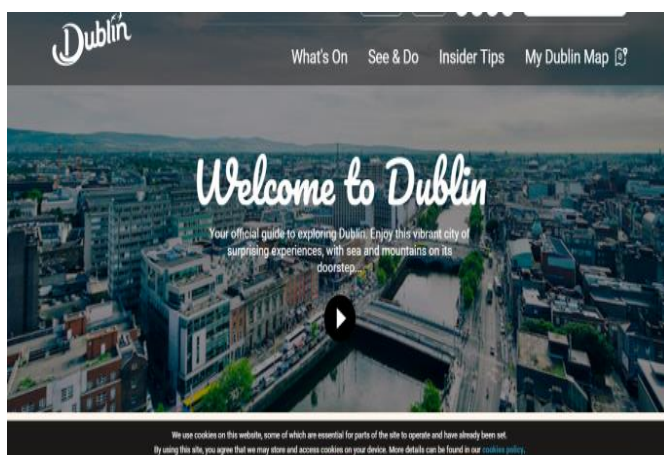 Dublin
What's On See & Do Insider Tips My Dublin Map
Welcome to Dublin
Your official guide to exploring Dublin. Enjoy this vibrant city of
surprising experiences, with sea and mountains on its
doorstep...
We use cookies on this website, some of which are essential for parts of the site to operate and have already been set.
By using this site, you agree that we may store and access cookies on your device. More details can be found in our cookies policy.